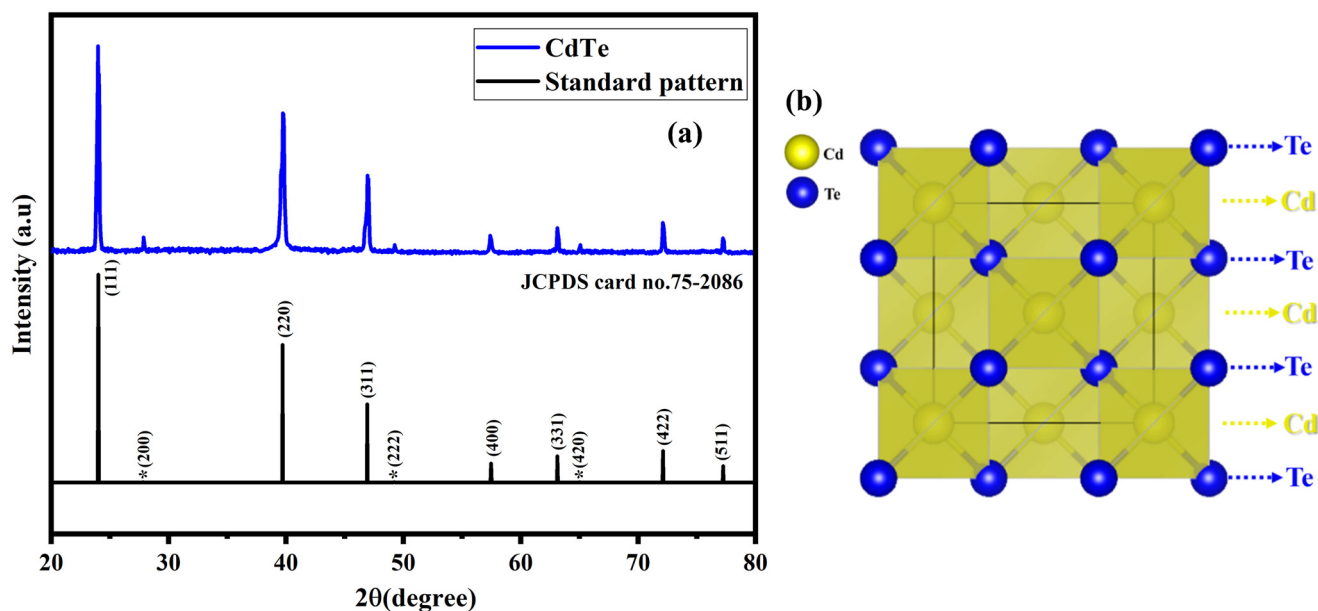 CdTe
Standard pattern
(a)
JCPDS card no.75-2086
(111)
*(200)
(220)
(311)
*(222)
(400)
(331)
*(420)
(422)
(511)
Intensity (a.u)
20 30 40 50 60 70 80
2θ(degree)
(b)
Cd
Te
Te
Cd
Te
Cd
Te
Cd
Te